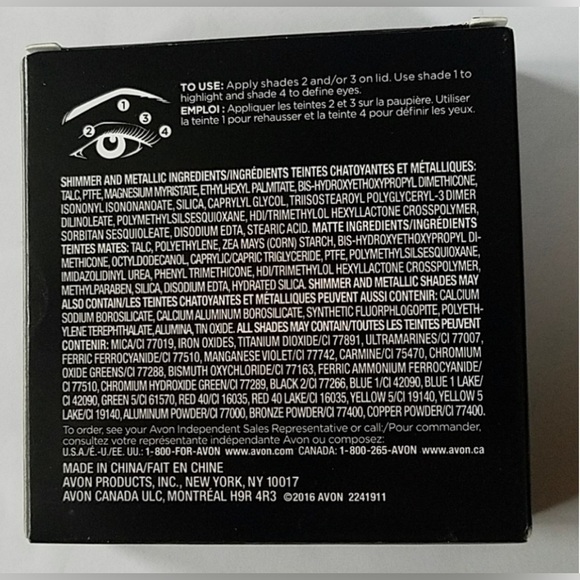 TO USE: Apply shades 2 and/or 3 on lid. Use shade 1 to
highlight and shade 4 to define eyes.
EMPLOI : Appliquer les teintes 2 et 3 sur la paupière. Utiliser
la teinte 1 pour rehausser et la teinte 4 pour définir les yeux.
1
3
2
4
SHIMMER AND METALLIC INGREDIENTS/INGRÉDIENTS TEINTES CHATOYANTES ET MÉTALLIQUES:
TALC, PTFE, MAGNESIUM MYRISTATE, ETHYLHEXYL PALMITATE, BIS-HYDROXYETHOXYPROPYL DIMETHICONE,
ISONONYL ISONONANOATE, SILICA, CAPRYLYL GLYCOL, TRIISOSTEAROYL POLYGLYCERYL-3 DIMER
DILINOLEATE, POLYMETHYLSILSESQUIOXANE, HDI/TRIMETHYLOL HEXYLLACTONE CROSSPOLYMER,
SORBITAN SESQUIOLEATE, DISODIUM EDTA, STEARIC ACID. MATTE INGREDIENTS/INGRÉDIENTS
TEINTES MATES: TALC, POLYETHYLENE, ZEA MAYS (CORN) STARCH, BIS-HYDROXYETHOXYPROPYL DI-
METHICONE, OCTYLDODECANOL, CAPRYLIC/CAPRIC TRIGLYCERIDE, PTFE, POLYMETHYLSILSESQUIOXANE,
IMIDAZOLIDINYL UREA, PHENYL TRIMETHICONE, HDI/TRIMETHYLOL HEXYLLACTONE CROSSPOLYMER,
METHYLPARABEN, SILICA, DISODIUM EDTA, HYDRATED SILICA. SHIMMER AND METALLIC SHADES MAY
ALSO CONTAIN/LES TEINTES CHATOYANTES ET MÉTALLIQUES PEUVENT AUSSI CONTENIR: CALCIUM
SODIUM BOROSILICATE, CALCIUM ALUMINUM BOROSILICATE, SYNTHETIC FLUORPHLOGOPITE, POLYETH-
YLENE TEREPHTHALATE, ALUMINA, TIN OXIDE. ALL SHADES MAY CONTAIN/TOUTES LES TEINTES PEUVENT
CONTENIR: MICA/CI 77019, IRON OXIDES, TITANIUM DIOXIDE/CI 77891, ULTRAMARINES/CI 77007,
FERRIC FERROCYANIDE/CI 77510, MANGANESE VIOLET/CI 77742, CARMINE/CI 75470, CHROMIUM
OXIDE GREENS/CI 77288, BISMUTH OXYCHLORIDE/CI 77163, FERRIC AMMONIUM FERROCYANIDE/
CI 77510, CHROMIUM HYDROXIDE GREEN/CI 77289, BLACK 2/CI 77266, BLUE 1/CI 42090, BLUE 1 LAKE/
CI 42090, GREEN 5/CI 61570, RED 40/CI 16035, RED 40 LAKE/CI 16035, YELLOW 5/CI 19140, YELLOW 5
LAKE/CI 19140, ALUMINUM POWDER/CI 77000, BRONZE POWDER/CI 77400, COPPER POWDER/CI 77400.
To order, see your Avon Independent Sales Representative or call:/Pour commander,
consultez votre représentante indépendante Avon ou composez:
U.S.A./É.-U./EE. UU.: 1-800-FOR-AVON www.avon.com CANADA: 1-800-265-AVON www.avon.ca
MADE IN CHINA/FAIT EN CHINE
AVON PRODUCTS, INC., NEW YORK, NY 10017
AVON CANADA ULC, MONTRÉAL H9R 4R3 ©2016 AVON 2241911